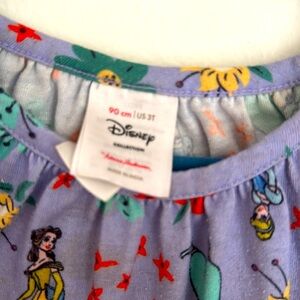 90 cm | US 3T
Disney
COLLECTION
Hanna Andersson